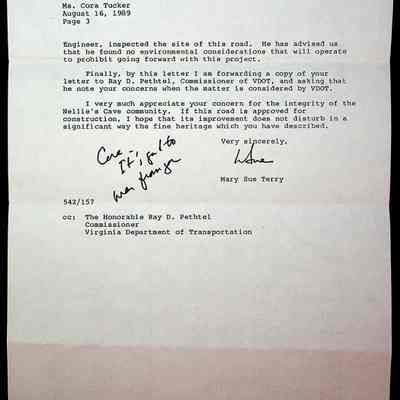 Ms. Cora Tucker
August 16, 1989
Page 3
Engineer, inspected the site of this road. He has advised us
that he found no environmental considerations that will operate
to prohibit going forward with this project.
Finally, by this letter I am forwarding a copy of your
letter to Ray D. Pethtel, Commissioner of VDOT, and asking that
he note your concerns when the matter is considered by VDOT.
I very much appreciate your concern for the integrity of the
Nellie's Cave community. If this road is approved for
construction, I hope that its improvement does not disturb in a
significant way the fine heritage which you have described.
Very sincerely,
Cora -
It's good to
hear from you
Mary Sue Terry
542/157
cc: The Honorable Ray D. Pethtel
Commissioner
Virginia Department of Transportation